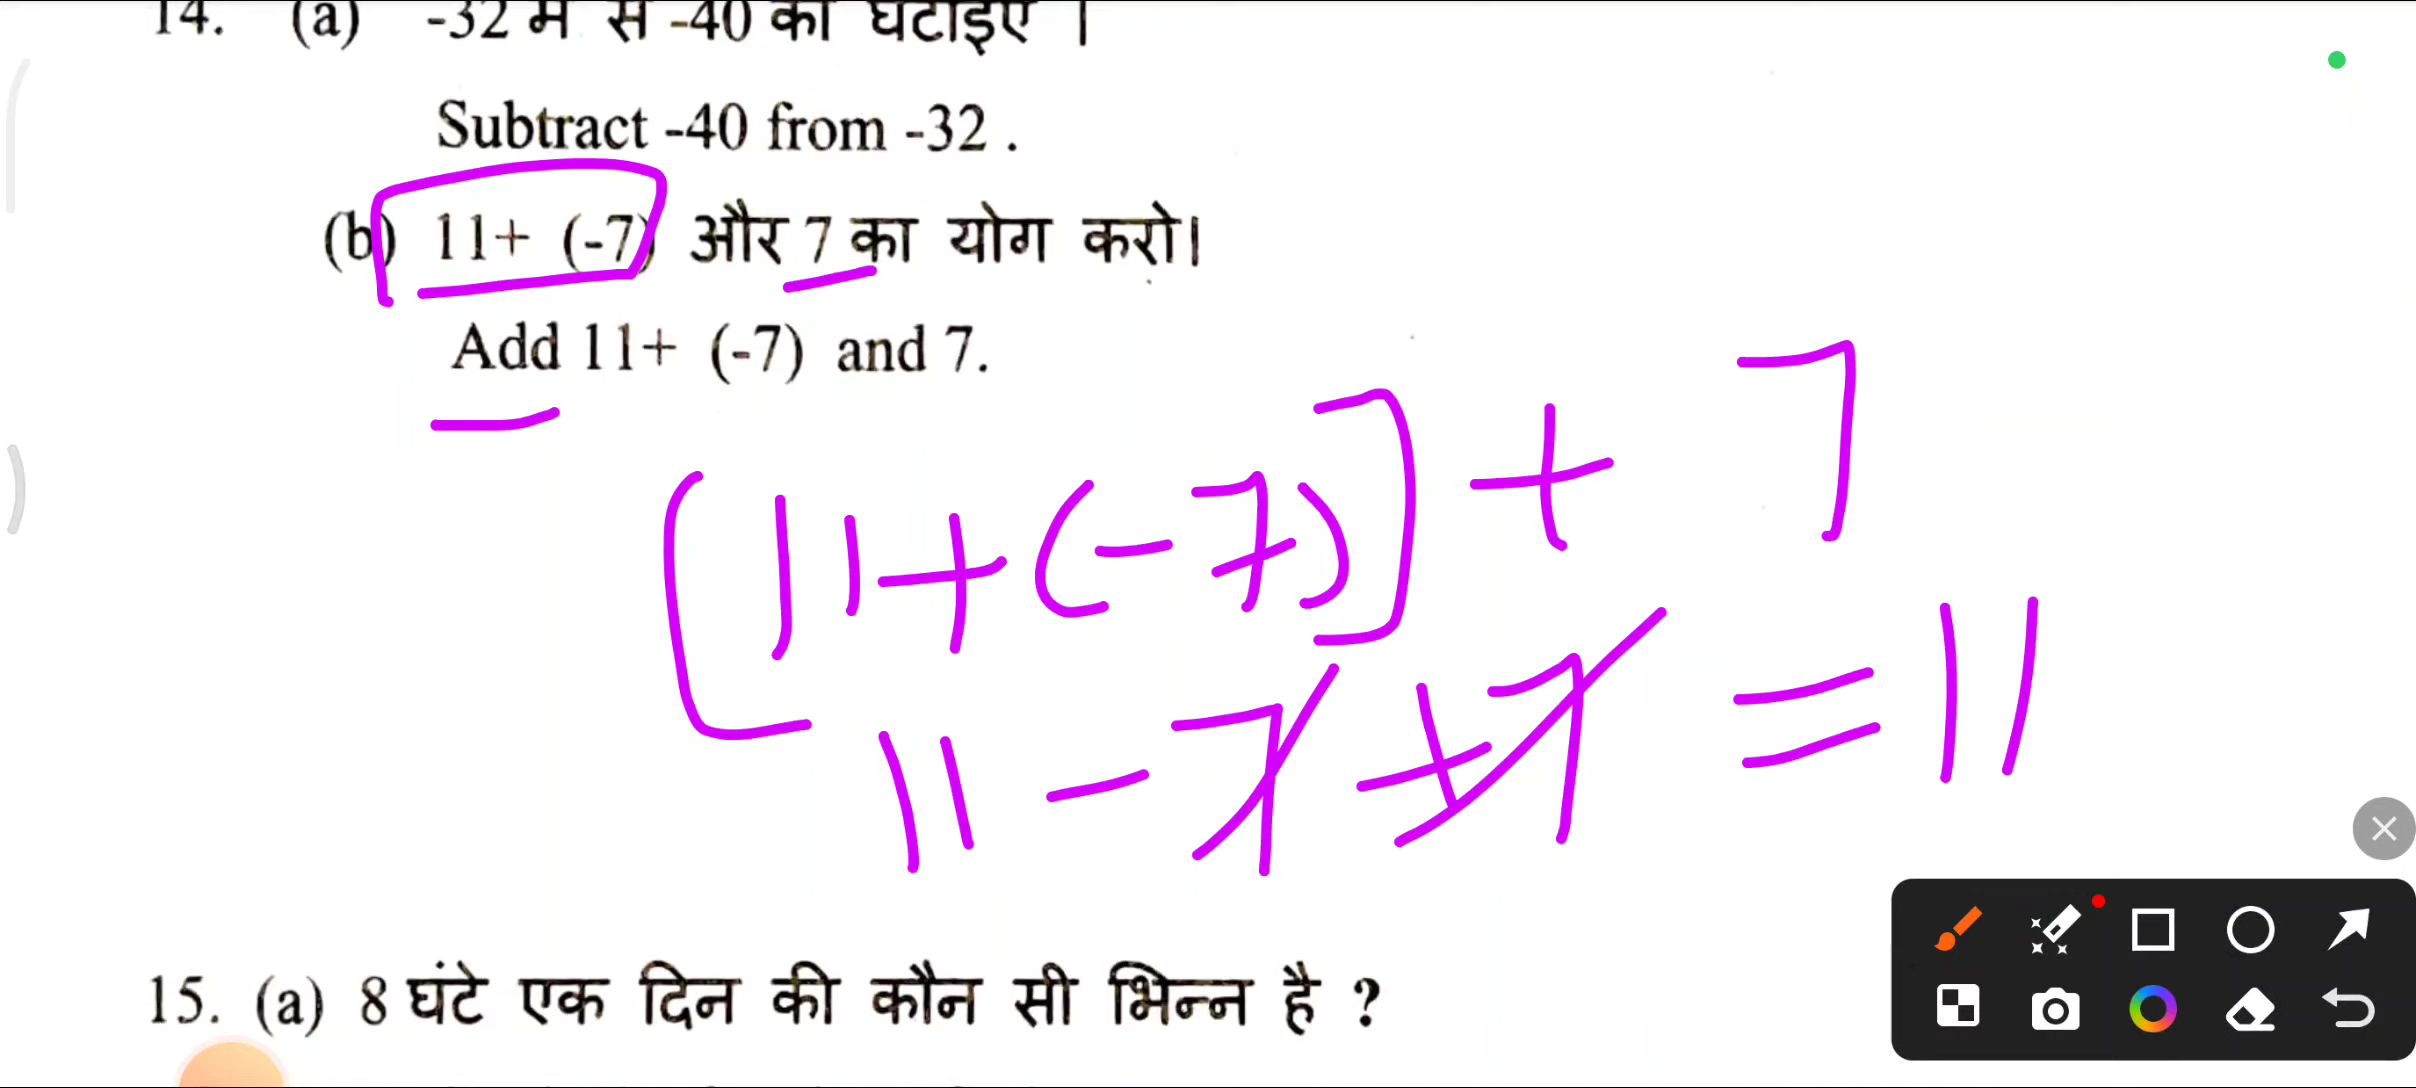 14. (a) -32 में से -40 को घटाइए ।
Subtract -40 from -32 .
(b) 11+ (-7) और 7 का योग करो।
Add 11+ (-7) and 7.
[11+(-7)] + 7
11 - 7 + 7 = 11
15. (a) 8 घंटे एक दिन की कौन सी भिन्न है ?